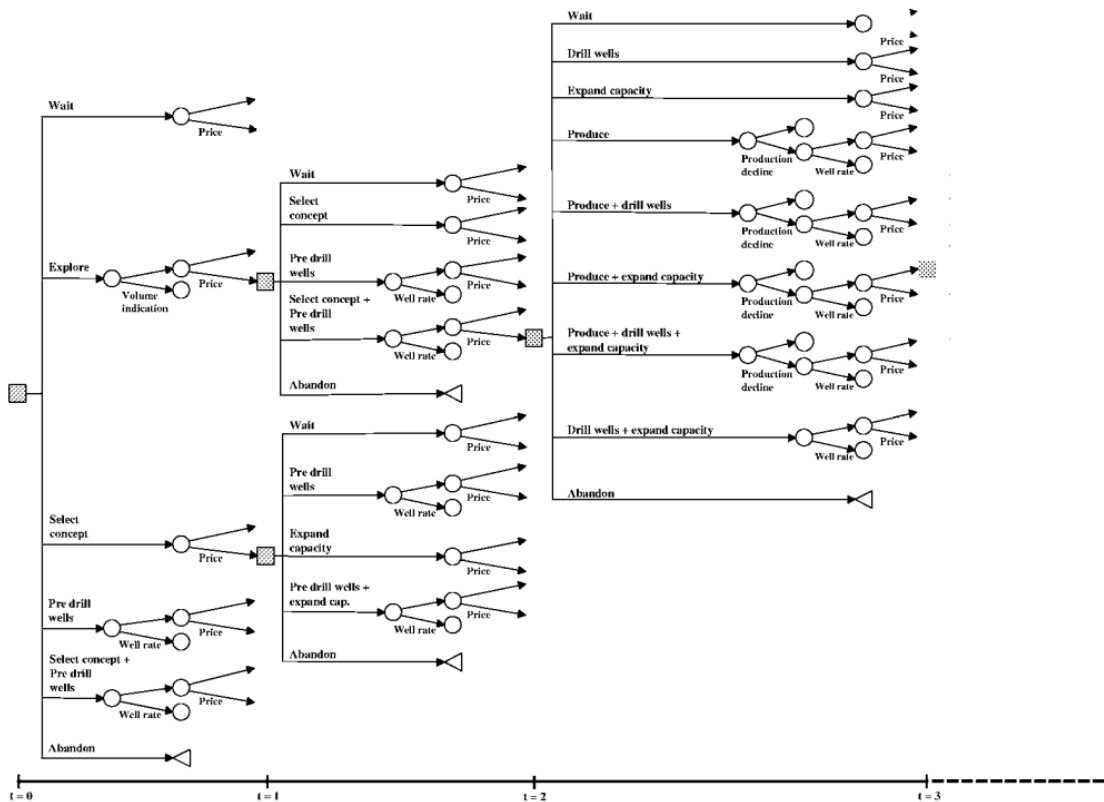 Wait
Price
Drill wells
Price
Expand capacity
Price
Produce
Production
decline
Well rate
Price
Produce + drill wells
Production
decline
Well rate
Price
Produce + expand capacity
Production
decline
Well rate
Price
Produce + drill wells +
expand capacity
Production
decline
Well rate
Price
Drill wells + expand capacity
Well rate
Price
Abandon
Wait
Price
Select
concept
Price
Pre drill
wells
Well rate
Price
Select concept +
Pre drill
wells
Well rate
Price
Abandon
Wait
Price
Pre drill
wells
Well rate
Price
Expand
capacity
Price
Pre drill wells +
expand cap.
Well rate
Price
Abandon
Wait
Price
Explore
Volume
indication
Price
Select
concept
Price
Pre drill
wells
Well rate
Price
Select concept +
Pre drill
wells
Well rate
Price
Abandon
t = 0
t = 1
t = 2
t = 3